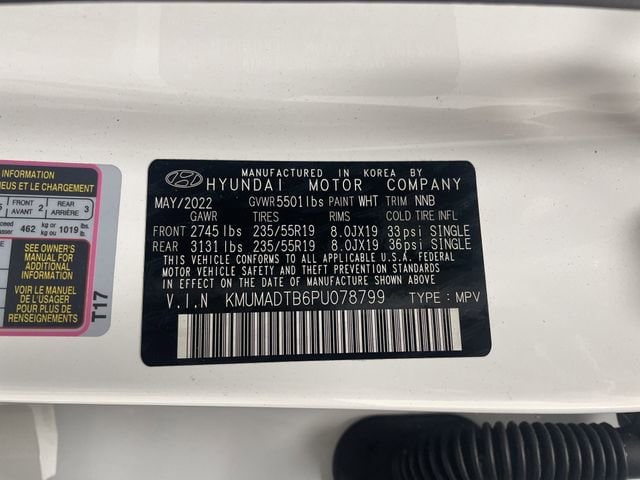 INFORMATION
NEUS ET LE CHARGEMENT
FRONT 2 REAR 3
AVANT ARRIÈRE
462 kg or 1019 lbs.
ou lb.
SEE OWNER'S
MANUAL FOR
ADDITIONAL
INFORMATION
VOIR LE MANUEL
DE L'USAGER
POUR PLUS DE
RENSEIGNEMENTS
T17
MANUFACTURED IN KOREA BY
HYUNDAI MOTOR COMPANY
MAY/2022 GVWR 5501lbs PAINT WHT TRIM NNB
GAWR TIRES RIMS COLD TIRE INFL
FRONT 2745 lbs 235/55R19 8.0JX19 33psi SINGLE
REAR 3131 lbs 235/55R19 8.0JX19 36psi SINGLE
THIS VEHICLE CONFORMS TO ALL APPLICABLE U.S.A. FEDERAL
MOTOR VEHICLE SAFETY, BUMPER, AND THEFT PREVENTION
STANDARDS IN EFFECT ON THE DATE OF MANUFACTURE SHOWN ABOVE
V.I.N KMUMADTB6PU078799 TYPE : MPV